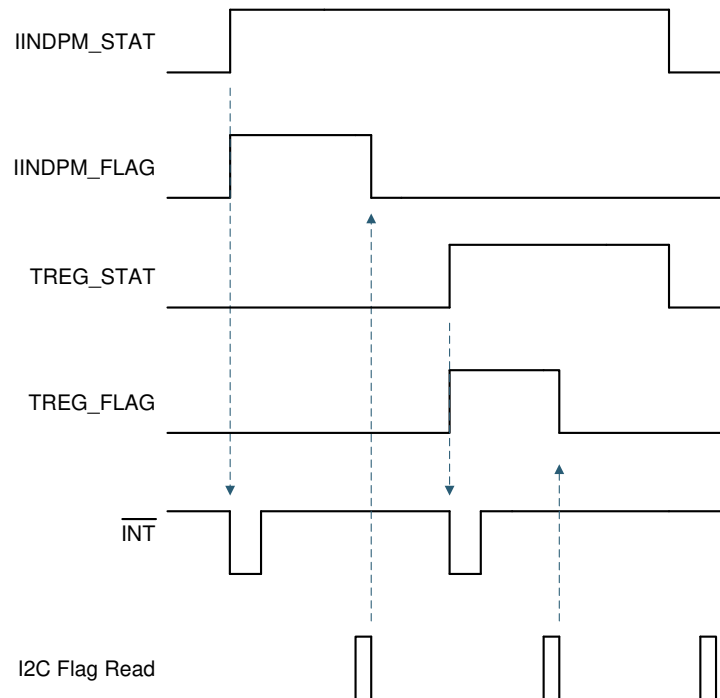 IINDPM_STAT
IINDPM_FLAG
TREG_STAT
TREG_FLAG
INT
I2C Flag Read